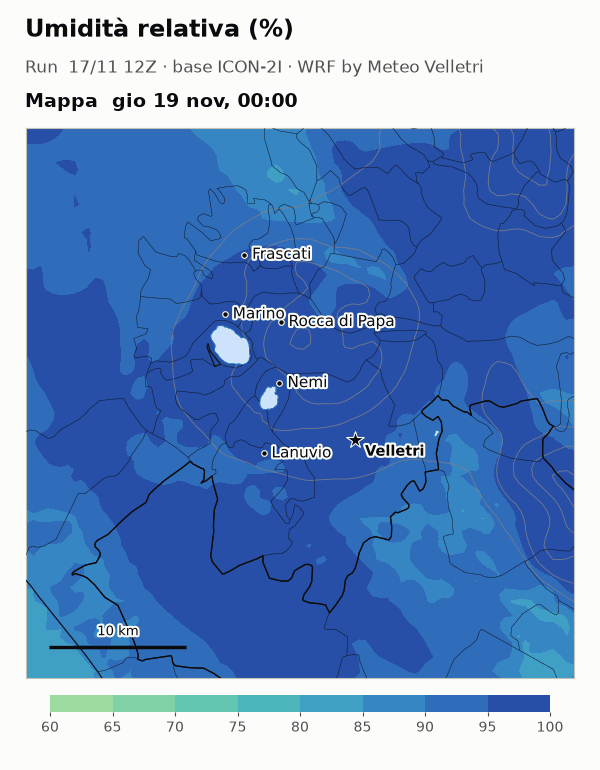 Umidità relativa (%)
Run  17/11 12Z · base ICON-2I · WRF by Meteo Velletri
Mappa  gio 19 nov, 00:00
Frascati
Marino
Rocca di Papa
Nemi
Velletri
Lanuvio
10 km
60 65 70 75 80 85 90 95 100